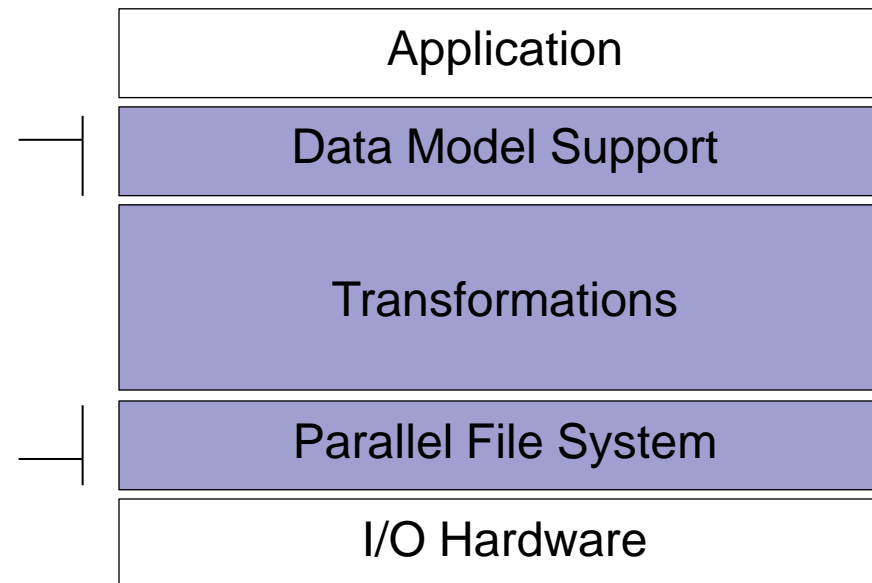 Application
Data Model Support
Transformations
Parallel File System
I/O Hardware